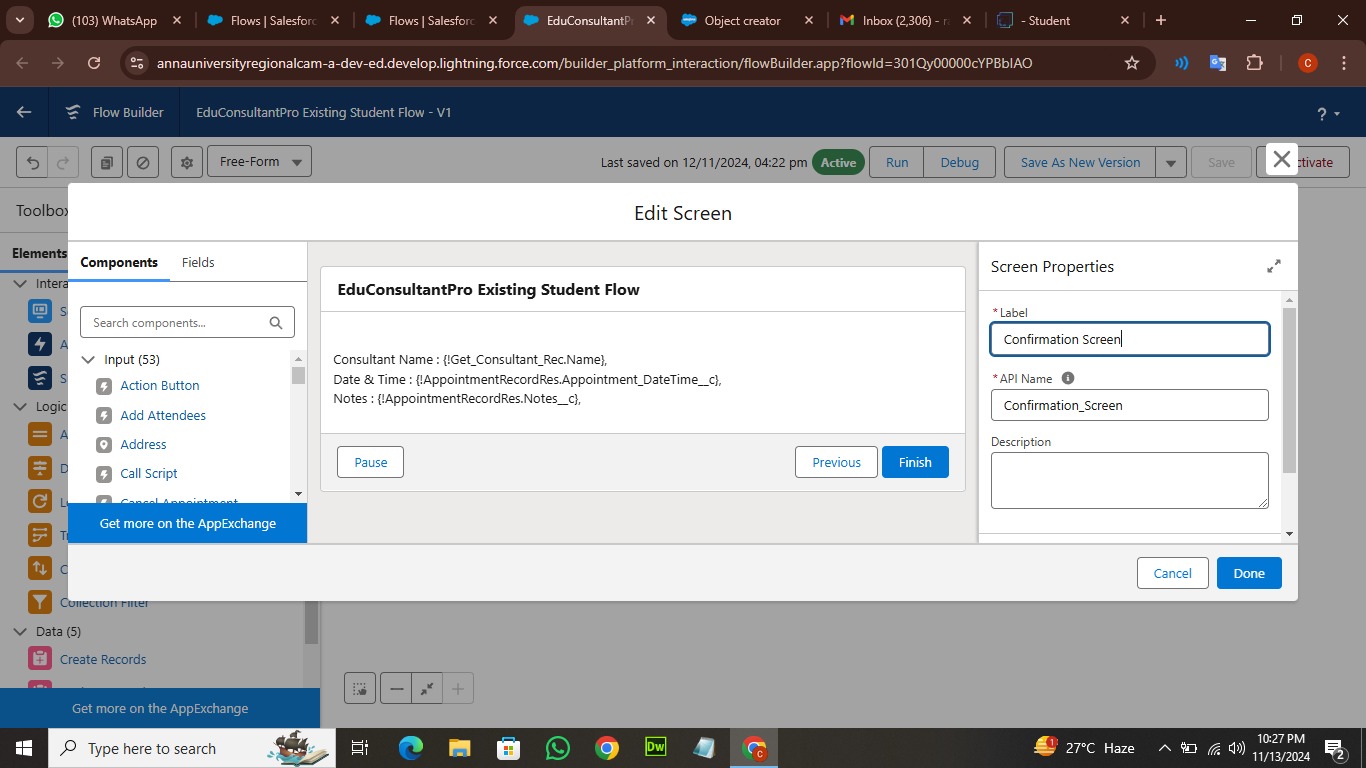 (103) WhatsApp
Flows | Salesforc
Flows | Salesforc
EduConsultantPr
Object creator
Inbox (2,306) - ra
- Student
annauniversityregionalcam-a-dev-ed.develop.lightning.force.com/builder_platform_interaction/flowBuilder.app?flowId=301Qy00000cYPBbIAO
C
Flow Builder
EduConsultantPro Existing Student Flow - V1
?
Free-Form
Last saved on 12/11/2024, 04:22 pm
Active
Run
Debug
Save As New Version
Save
ctivate
Toolbox
Edit Screen
Elements
Components
Fields
Screen Properties
Intera
EduConsultantPro Existing Student Flow
* Label
Search components...
Confirmation Screen
Input (53)
Consultant Name : {!Get_Consultant_Rec.Name},
Date & Time : {!AppointmentRecordRes.Appointment_DateTime__c},
Notes : {!AppointmentRecordRes.Notes__c},
* API Name
Action Button
Confirmation_Screen
Logic
Add Attendees
Description
Address
Pause
Previous
Finish
Call Script
Cancel Appointment
Get more on the AppExchange
Cancel
Done
Collection Filter
Data (5)
Create Records
Get more on the AppExchange
Type here to search
Dw
C
1
27°C Haze
10:27 PM
11/13/2024
2